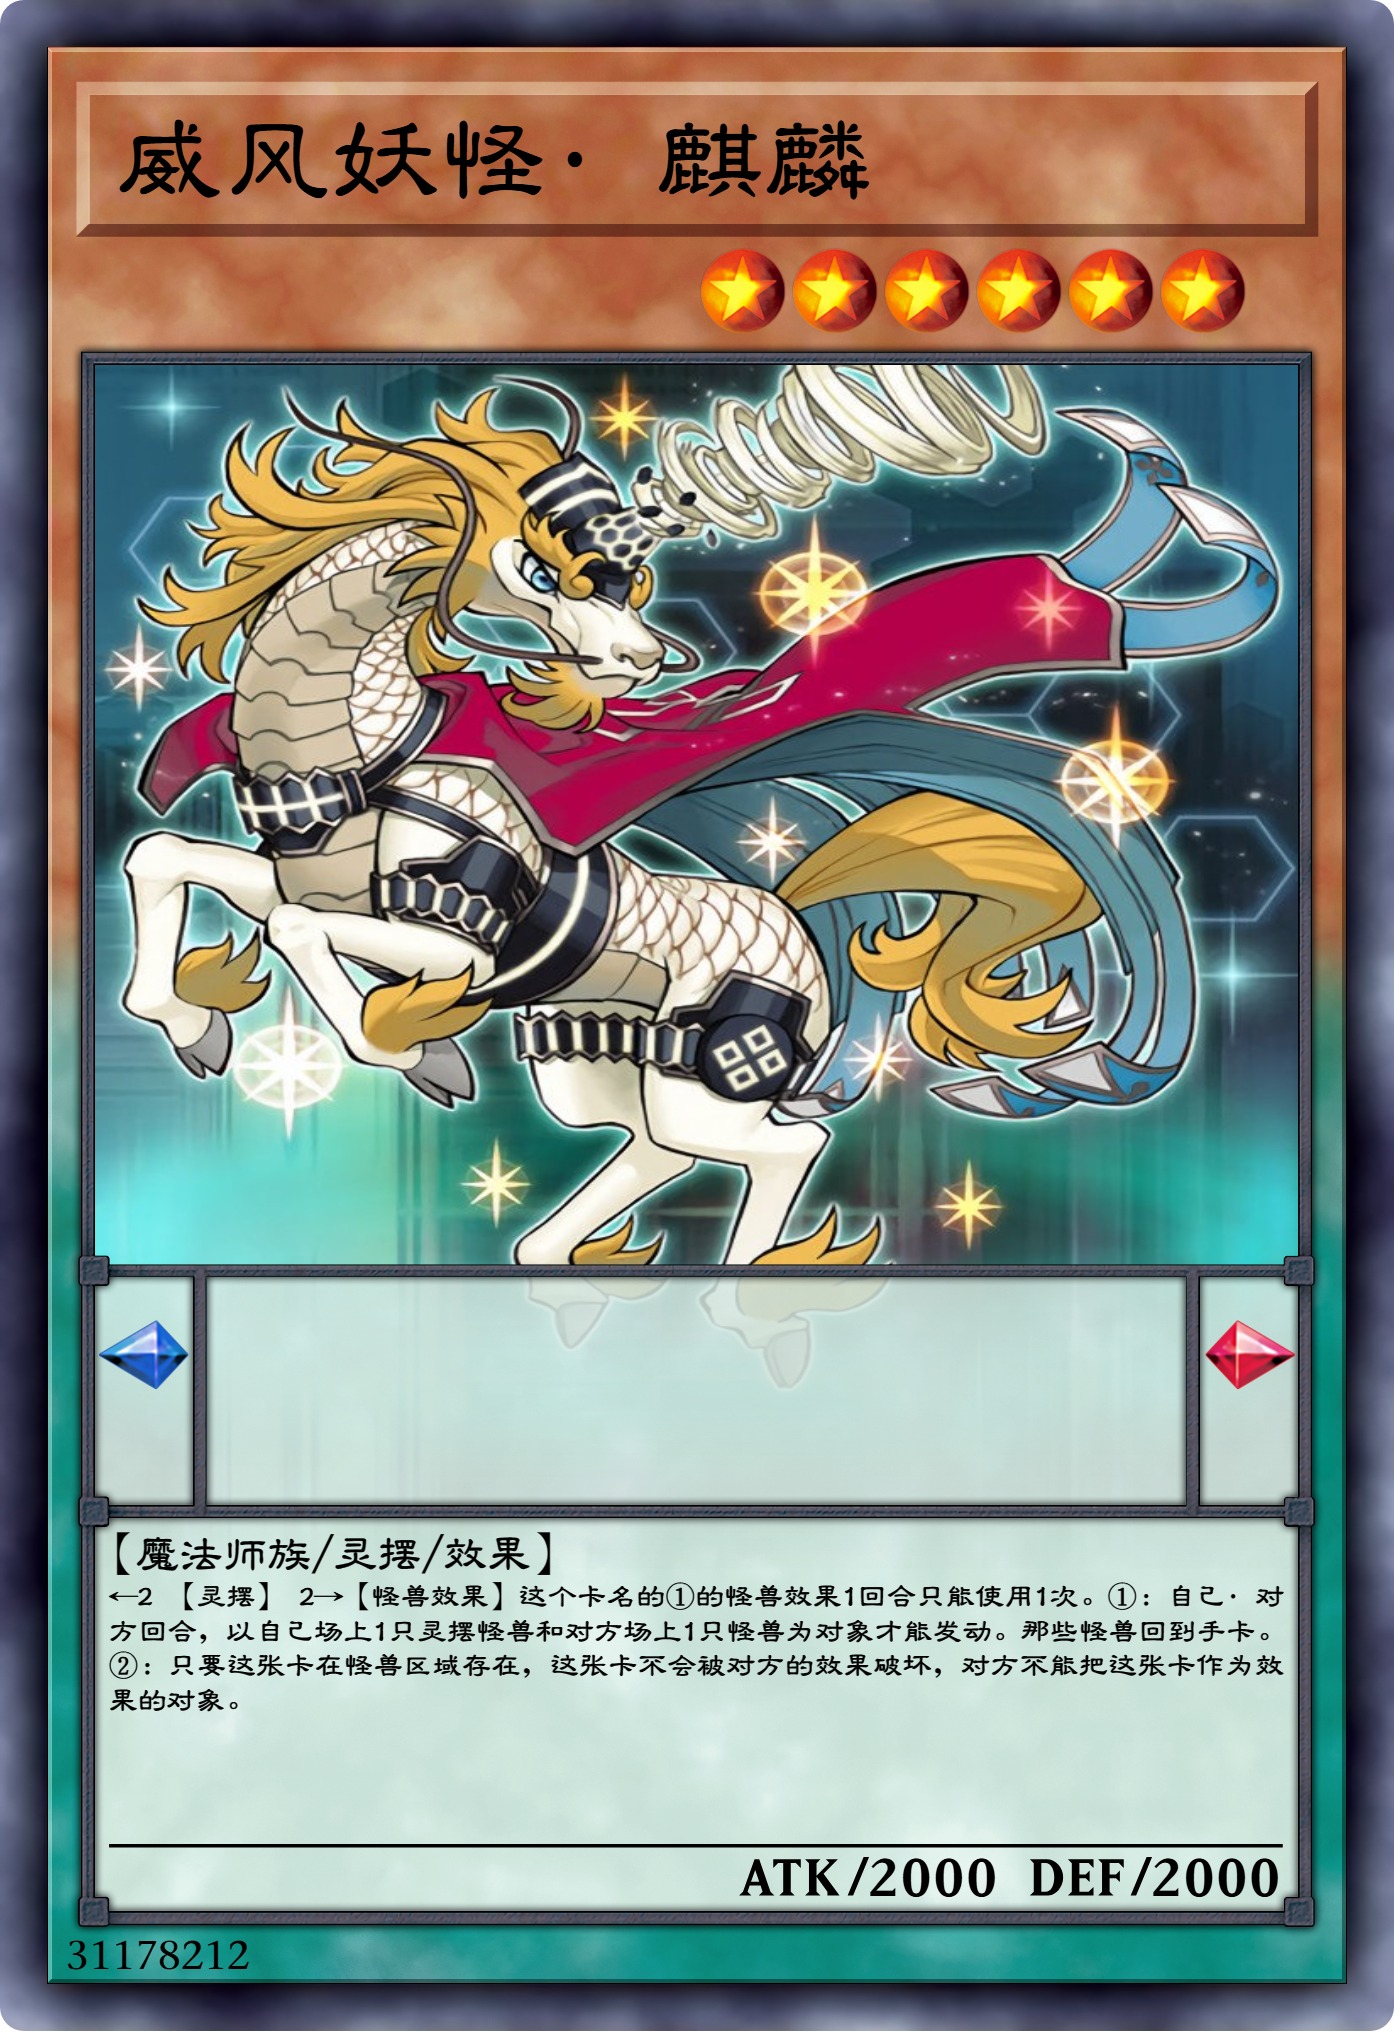 威风妖怪·麒麟
【魔法师族/灵摆/效果】
←2 【灵摆】 2→【怪兽效果】这个卡名的①的怪兽效果1回合只能使用1次。①：自己·对
方回合，以自己场上1只灵摆怪兽和对方场上1只怪兽为对象才能发动。那些怪兽回到手卡。
②：只要这张卡在怪兽区域存在，这张卡不会被对方的效果破坏，对方不能把这张卡作为效
果的对象。
ATK/2000 DEF/2000
31178212